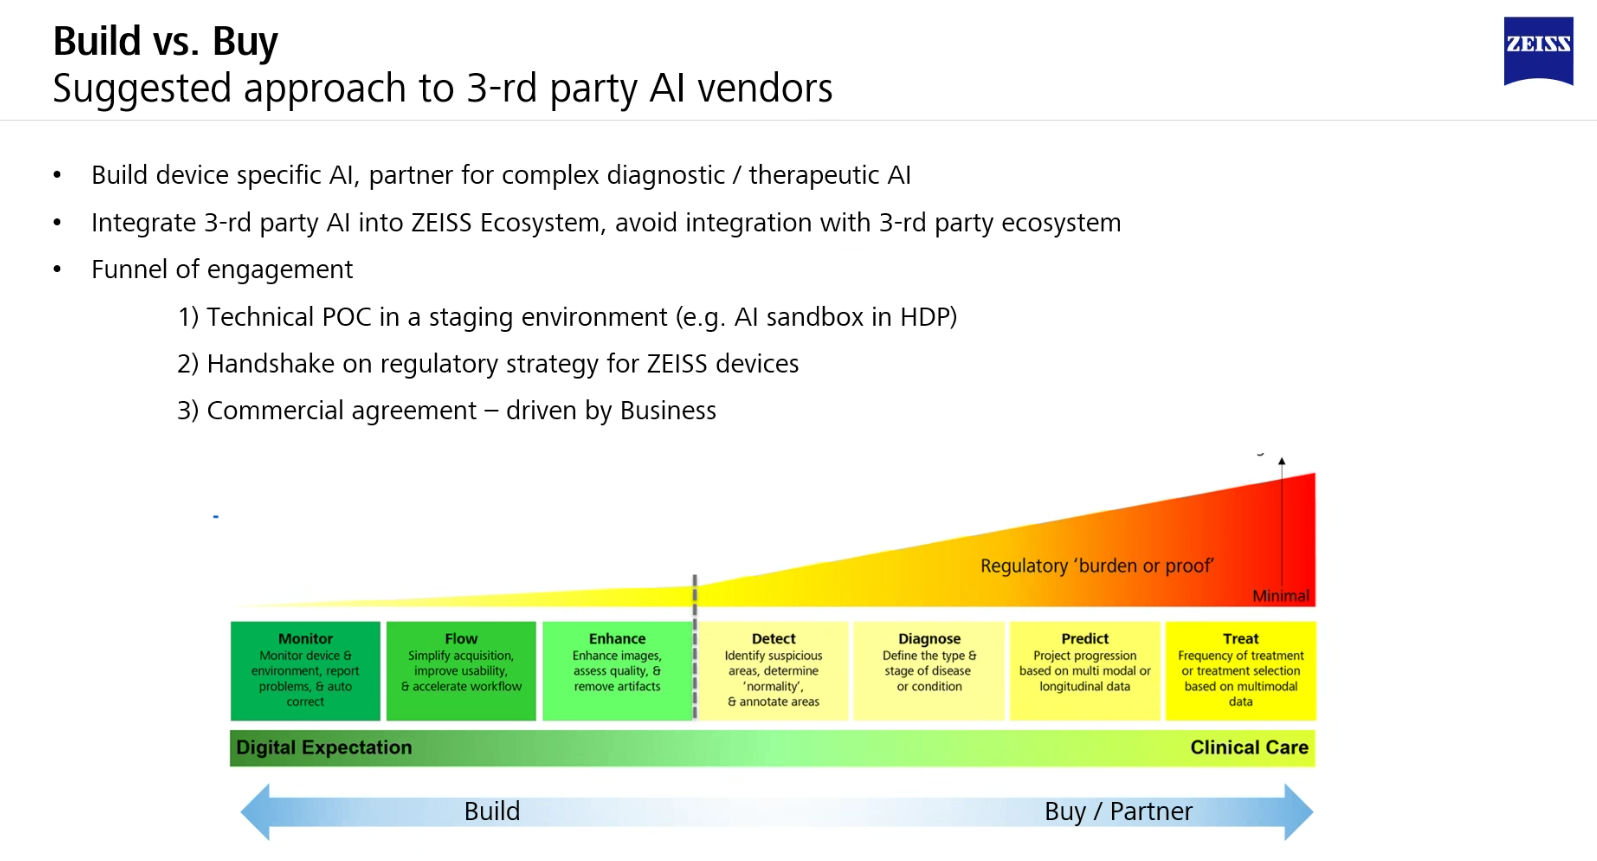 Build vs. Buy
Suggested approach to 3-rd party AI vendors
ZEISS
• Build device specific AI, partner for complex diagnostic / therapeutic AI
• Integrate 3-rd party AI into ZEISS Ecosystem, avoid integration with 3-rd party ecosystem
• Funnel of engagement
1) Technical POC in a staging environment (e.g. AI sandbox in HDP)
2) Handshake on regulatory strategy for ZEISS devices
3) Commercial agreement – driven by Business
Regulatory ‘burden or proof’
Minimal
Monitor
Monitor device &
environment, report
problems, & auto
correct
Flow
Simplify acquisition,
improve usability,
& accelerate workflow
Enhance
Enhance images,
assess quality, &
remove artifacts
Detect
Identify suspicious
areas, determine
‘normality’,
& annotate areas
Diagnose
Define the type &
stage of disease
or condition
Predict
Project progression
based on multi modal or
longitudinal data
Treat
Frequency of treatment
or treatment selection
based on multimodal
data
Digital Expectation
Clinical Care
Build
Buy / Partner